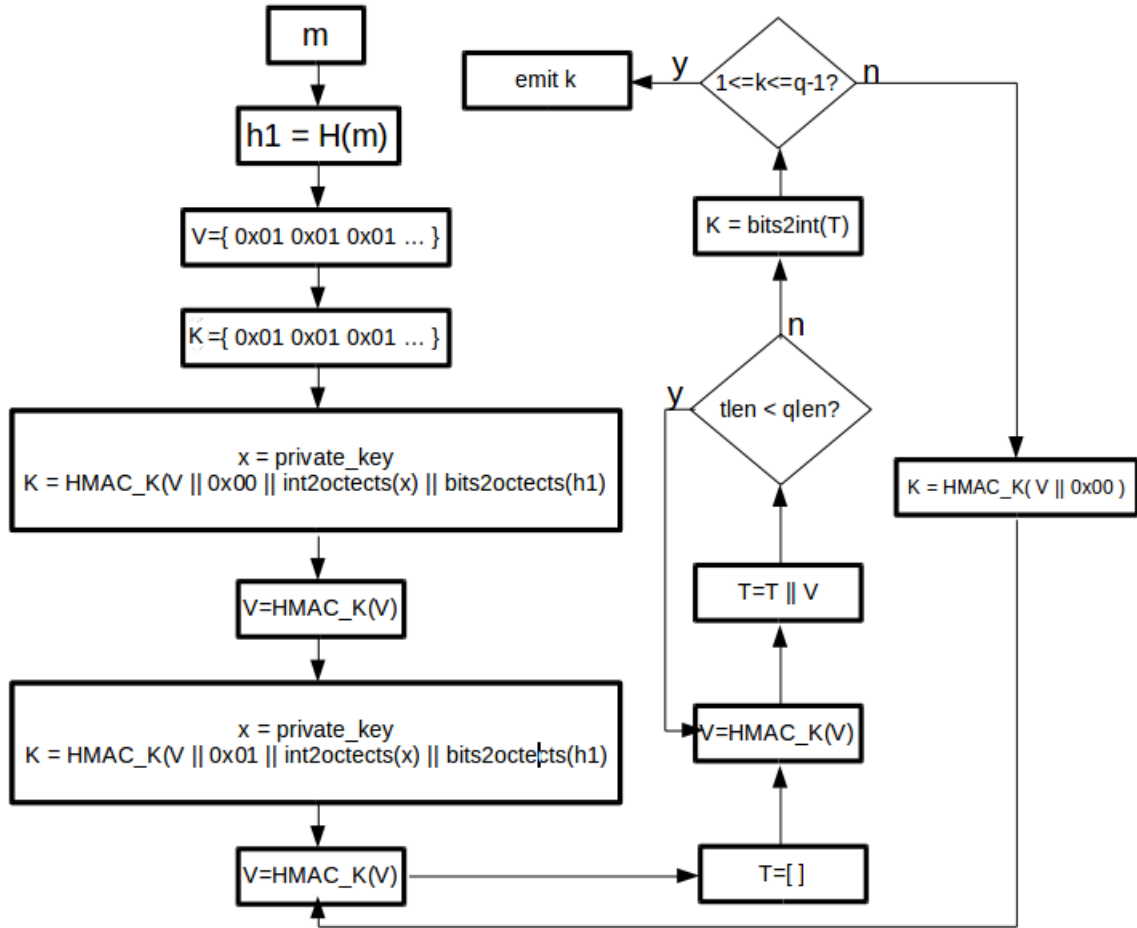 m
h1 = H(m)
V={ 0x01 0x01 0x01 ... }
K={ 0x01 0x01 0x01 ... }
x = private_key
K = HMAC_K(V || 0x00 || int2octects(x) || bits2octects(h1)
V=HMAC_K(V)
x = private_key
K = HMAC_K(V || 0x01 || int2octects(x) || bits2octects(h1)
V=HMAC_K(V)
T=[ ]
V=HMAC_K(V)
T=T || V
tlen < qlen?
y
n
K = bits2int(T)
1<=k<=q-1?
y
n
emit k
K = HMAC_K( V || 0x00 )